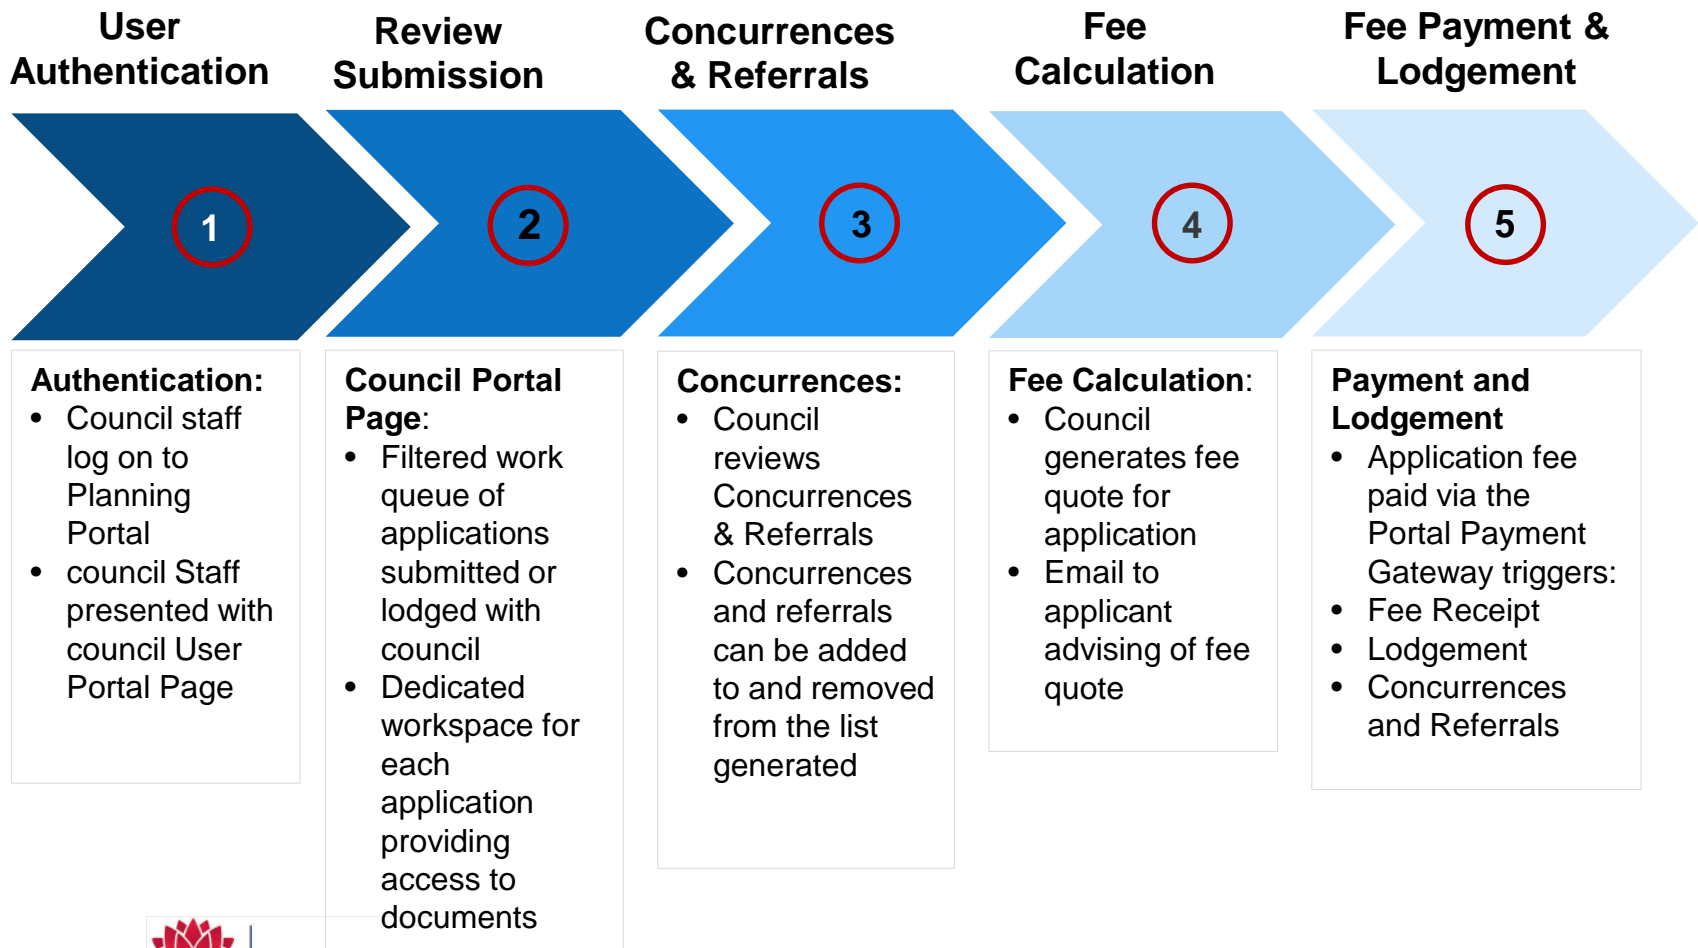 User
Authentication
Review
Submission
Concurrences
& Referrals
Fee
Calculation
Fee Payment &
Lodgement
1
2
3
4
5
Authentication:
• Council staff
log on to
Planning
Portal
• council Staff
presented with
council User
Portal Page
Council Portal
Page:
• Filtered work
queue of
applications
submitted or
lodged with
council
• Dedicated
workspace for
each
application
providing
access to
documents
Concurrences:
• Council
reviews
Concurrences
& Referrals
• Concurrences
and referrals
can be added
to and removed
from the list
generated
Fee Calculation:
• Council
generates fee
quote for
application
• Email to
applicant
advising of fee
quote
Payment and
Lodgement
• Application fee
paid via the
Portal Payment
Gateway triggers:
• Fee Receipt
• Lodgement
• Concurrences
and Referrals